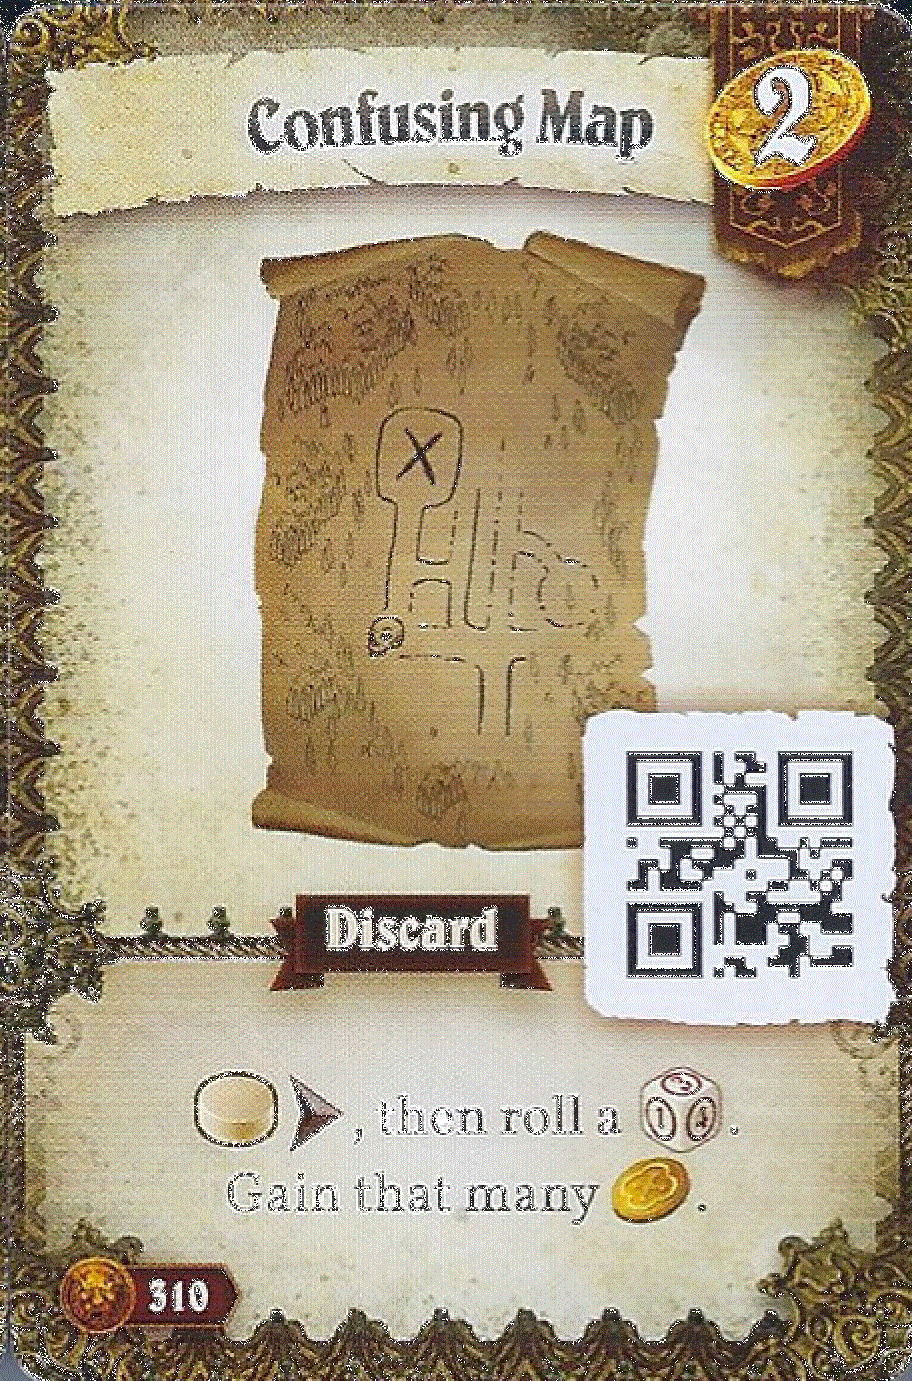 Confusing Map
2
X
Discard
, then roll a .
Gain that many .
310